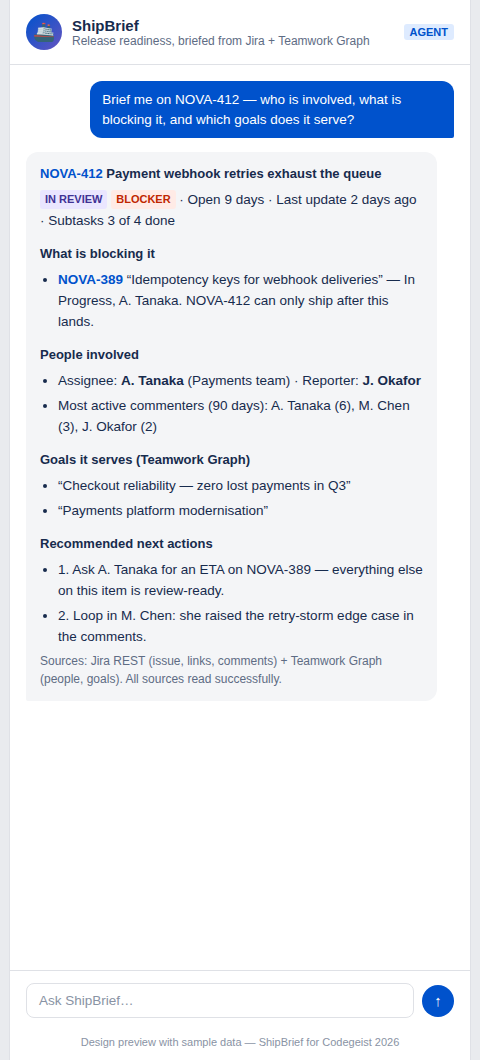 ShipBrief
Release readiness, briefed from Jira + Teamwork Graph
AGENT
Brief me on NOVA-412 — who is involved, what is
blocking it, and which goals does it serve?
NOVA-412 Payment webhook retries exhaust the queue
IN REVIEW BLOCKER · Open 9 days · Last update 2 days ago
· Subtasks 3 of 4 done
What is blocking it
• NOVA-389 “Idempotency keys for webhook deliveries” — In
Progress, A. Tanaka. NOVA-412 can only ship after this
lands.
People involved
• Assignee: A. Tanaka (Payments team) · Reporter: J. Okafor
• Most active commenters (90 days): A. Tanaka (6), M. Chen
(3), J. Okafor (2)
Goals it serves (Teamwork Graph)
• “Checkout reliability — zero lost payments in Q3”
• “Payments platform modernisation”
Recommended next actions
• 1. Ask A. Tanaka for an ETA on NOVA-389 — everything else
on this item is review-ready.
• 2. Loop in M. Chen: she raised the retry-storm edge case in
the comments.
Sources: Jira REST (issue, links, comments) + Teamwork Graph
(people, goals). All sources read successfully.
Ask ShipBrief…
↑
Design preview with sample data — ShipBrief for Codegeist 2026